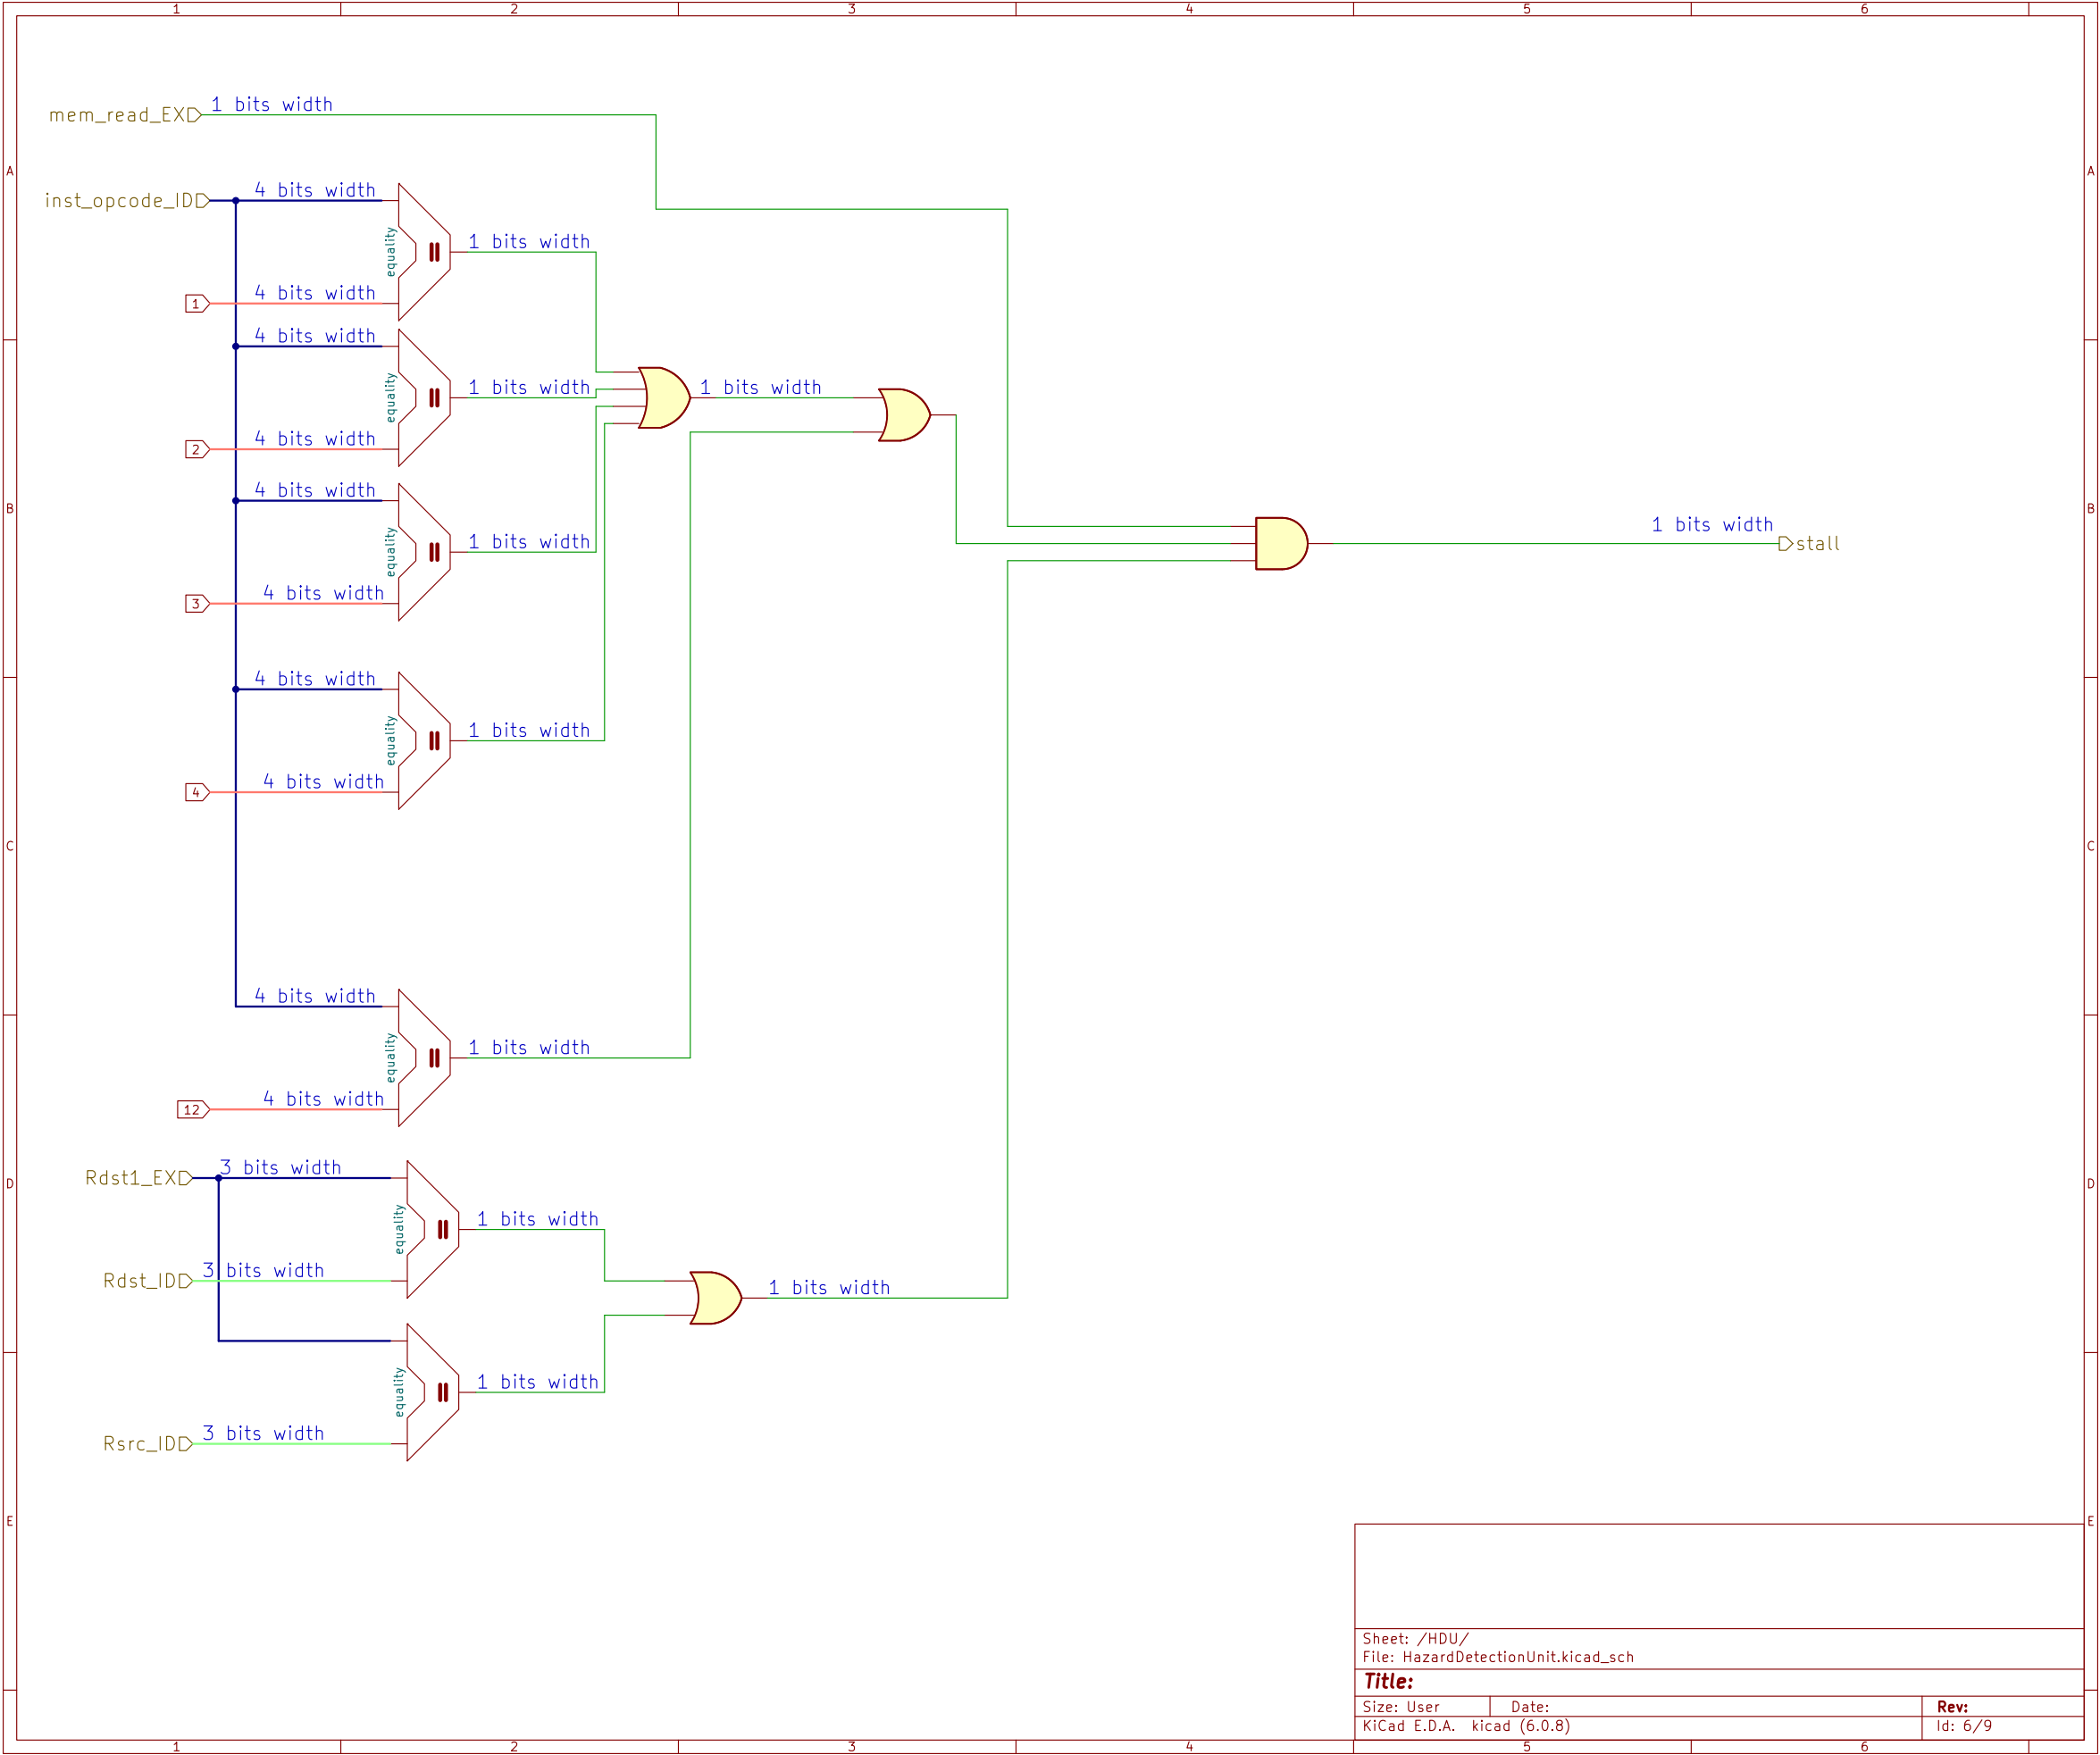 1 2 3 4 5 6
mem_read_EX 1 bits width
A A
inst_opcode_ID 4 bits width
equality
1 bits width
1 4 bits width
4 bits width
equality
1 bits width
1 bits width
2 4 bits width
4 bits width
B B
equality
1 bits width
1 bits width
stall
3 4 bits width
4 bits width
equality
1 bits width
4 4 bits width
C C
4 bits width
equality
1 bits width
12 4 bits width
Rdst1_EX 3 bits width
D D
equality
1 bits width
Rdst_ID 3 bits width
1 bits width
equality
1 bits width
Rsrc_ID 3 bits width
E E
Sheet: /HDU/
File: HazardDetectionUnit.kicad_sch
Title:
Size: User Date: Rev:
KiCad E.D.A. kicad (6.0.8) Id: 6/9
1 2 3 4 5 6